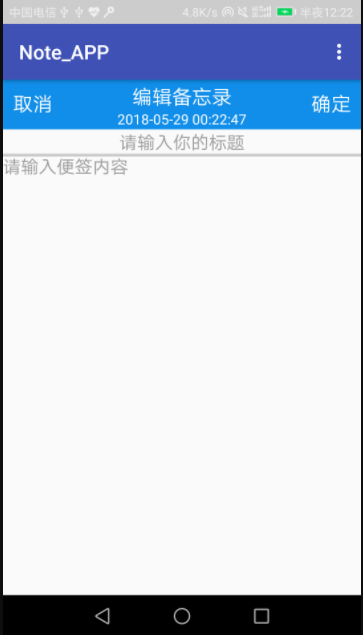 中国电信 4.8K/s 半夜12:22
Note_APP
取消 编辑备忘录 确定
2018-05-29 00:22:47
请输入你的标题
请输入便签内容